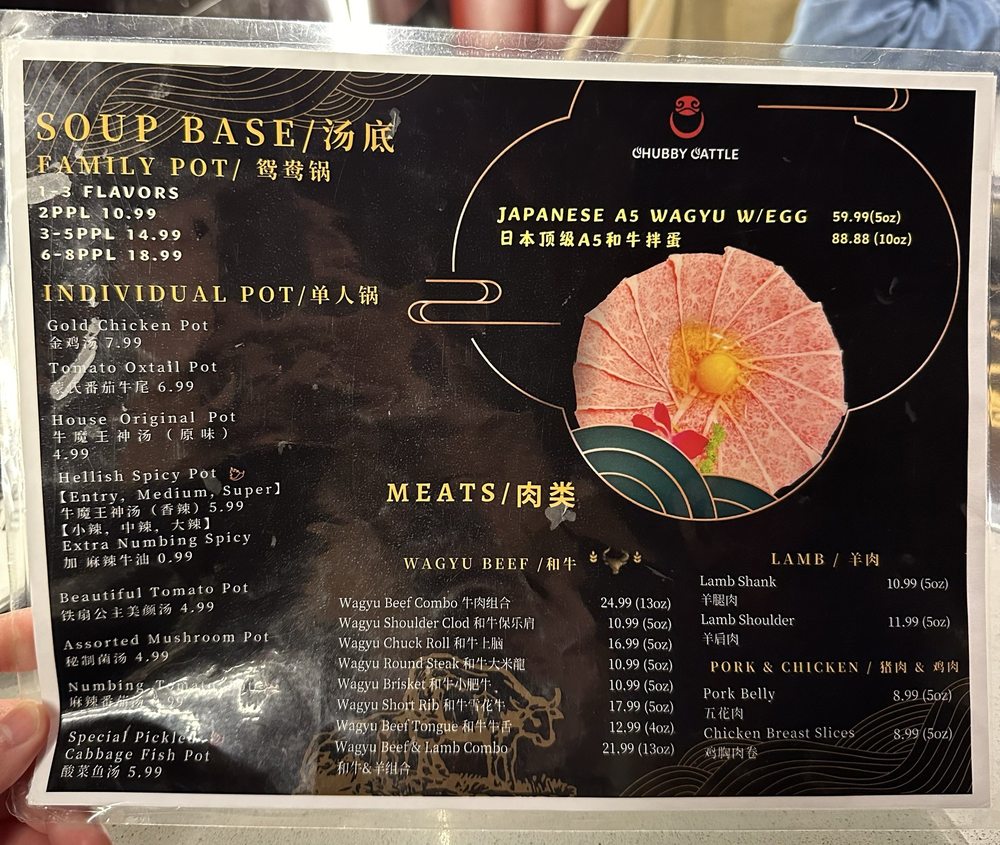 SOUP BASE/汤底
FAMILY POT/ 鸳鸯锅
1-3 FLAVORS
2PPL 10.99
3-5PPL 14.99
6-8PPL 18.99
INDIVIDUAL POT/单人锅
Gold Chicken Pot
金鸡汤 7.99
Tomato Oxtail Pot
蒙氏番茄牛尾 6.99
House Original Pot
牛魔王神汤（原味）
4.99
Hellish Spicy Pot
【Entry, Medium, Super】
牛魔王神汤（香辣）5.99
【小辣, 中辣, 大辣】
Extra Numbing Spicy
加 麻辣牛油 0.99
Beautiful Tomato Pot
铁扇公主美颜汤 4.99
Assorted Mushroom Pot
秘制菌汤 4.99
Numbing Tomato
麻辣番茄汤
Special Pickled
Cabbage Fish Pot
酸菜鱼汤 5.99
CHUBBY CATTLE
JAPANESE A5 WAGYU W/EGG 59.99(5oz)
日本顶级A5和牛拌蛋 88.88 (10oz)
MEATS/肉类
WAGYU BEEF /和牛
Wagyu Beef Combo 牛肉组合 24.99 (13oz)
Wagyu Shoulder Clod 和牛保乐肩 10.99 (5oz)
Wagyu Chuck Roll 和牛上脑 16.99 (5oz)
Wagyu Round Steak 和牛大米龍 10.99 (5oz)
Wagyu Brisket 和牛小肥牛 10.99 (5oz)
Wagyu Short Rib 和牛雪花牛 17.99 (5oz)
Wagyu Beef Tongue 和牛牛舌 12.99 (4oz)
Wagyu Beef & Lamb Combo 21.99 (13oz)
和牛&羊组合
LAMB / 羊肉
Lamb Shank 10.99 (5oz)
羊腿肉
Lamb Shoulder 11.99 (5oz)
羊肩肉
PORK & CHICKEN / 猪肉 & 鸡肉
Pork Belly 8.99 (5oz)
五花肉
Chicken Breast Slices 8.99 (5oz)
鸡胸肉卷